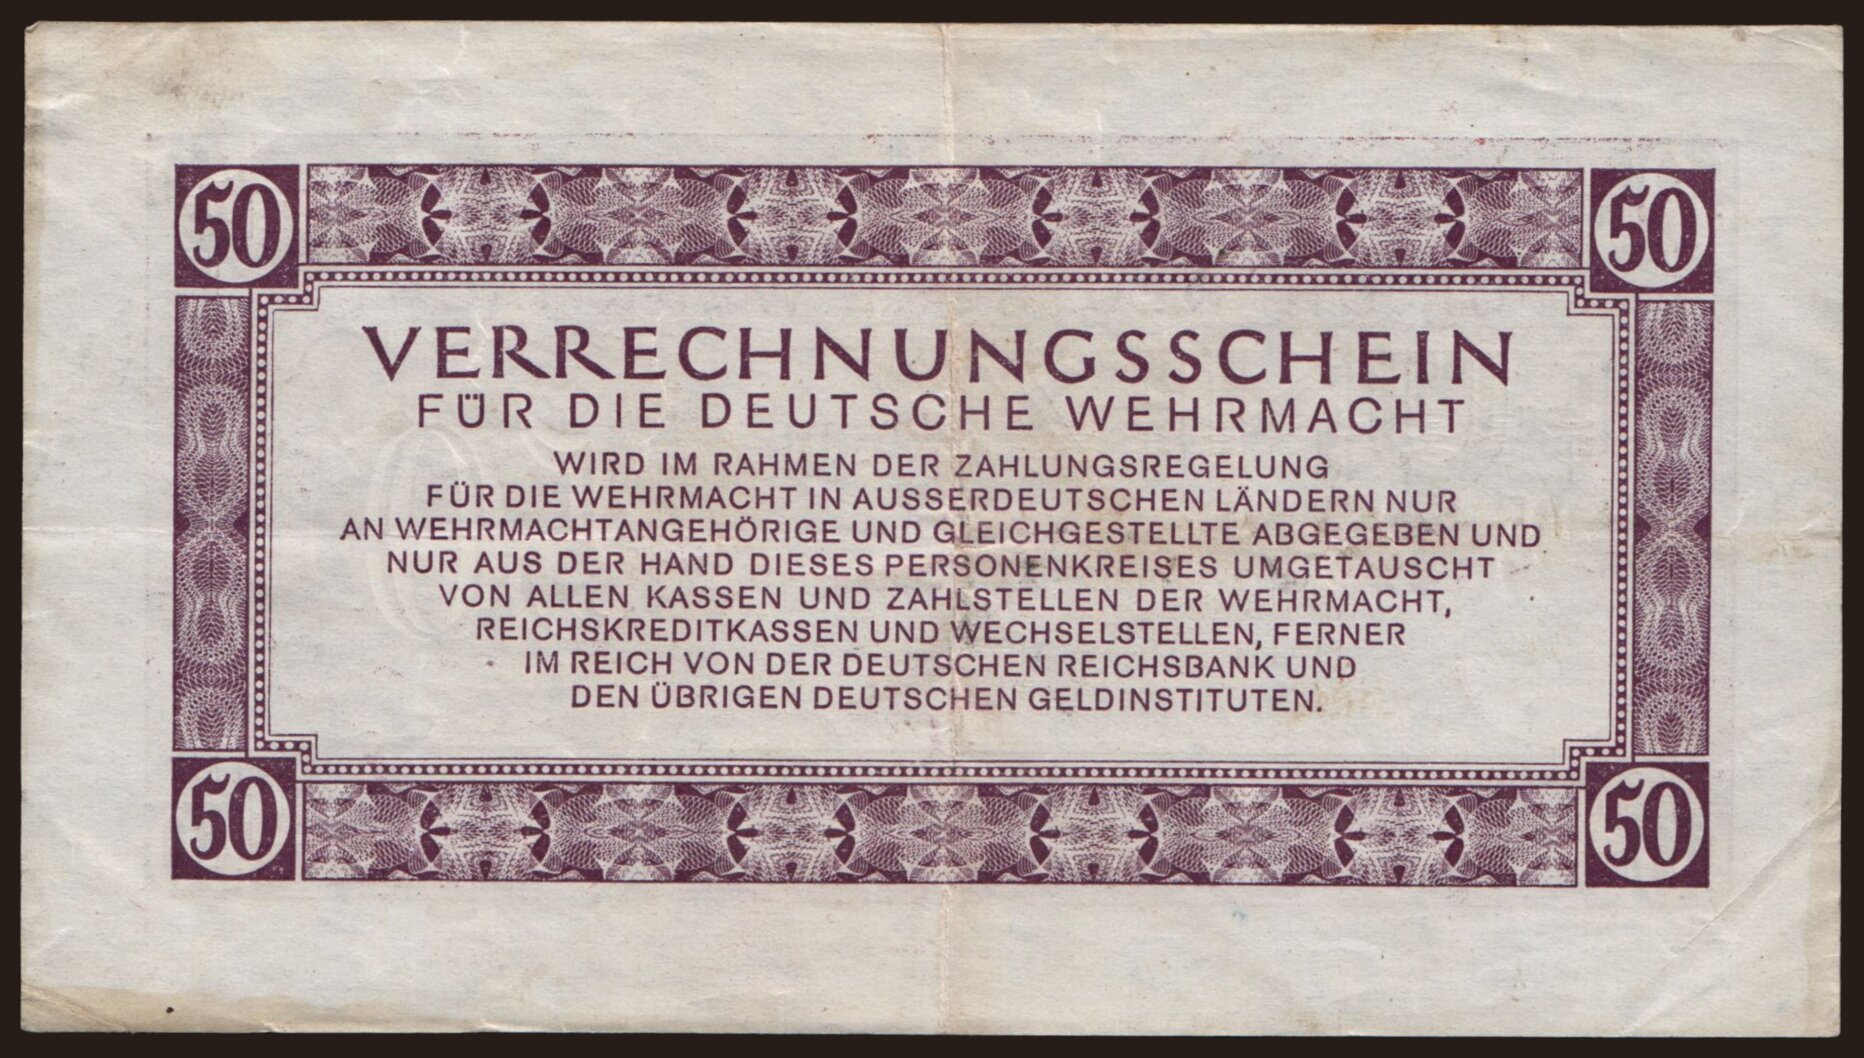 50 50
VERRECHNUNGSSCHEIN
FÜR DIE DEUTSCHE WEHRMACHT
WIRD IM RAHMEN DER ZAHLUNGSREGELUNG
FÜR DIE WEHRMACHT IN AUSSERDEUTSCHEN LÄNDERN NUR
AN WEHRMACHTANGEHÖRIGE UND GLEICHGESTELLTE ABGEGEBEN UND
NUR AUS DER HAND DIESES PERSONENKREISES UMGETAUSCHT
VON ALLEN KASSEN UND ZAHLSTELLEN DER WEHRMACHT,
REICHSKREDITKASSEN UND WECHSELSTELLEN, FERNER
IM REICH VON DER DEUTSCHEN REICHSBANK UND
DEN ÜBRIGEN DEUTSCHEN GELDINSTITUTEN.
50 50